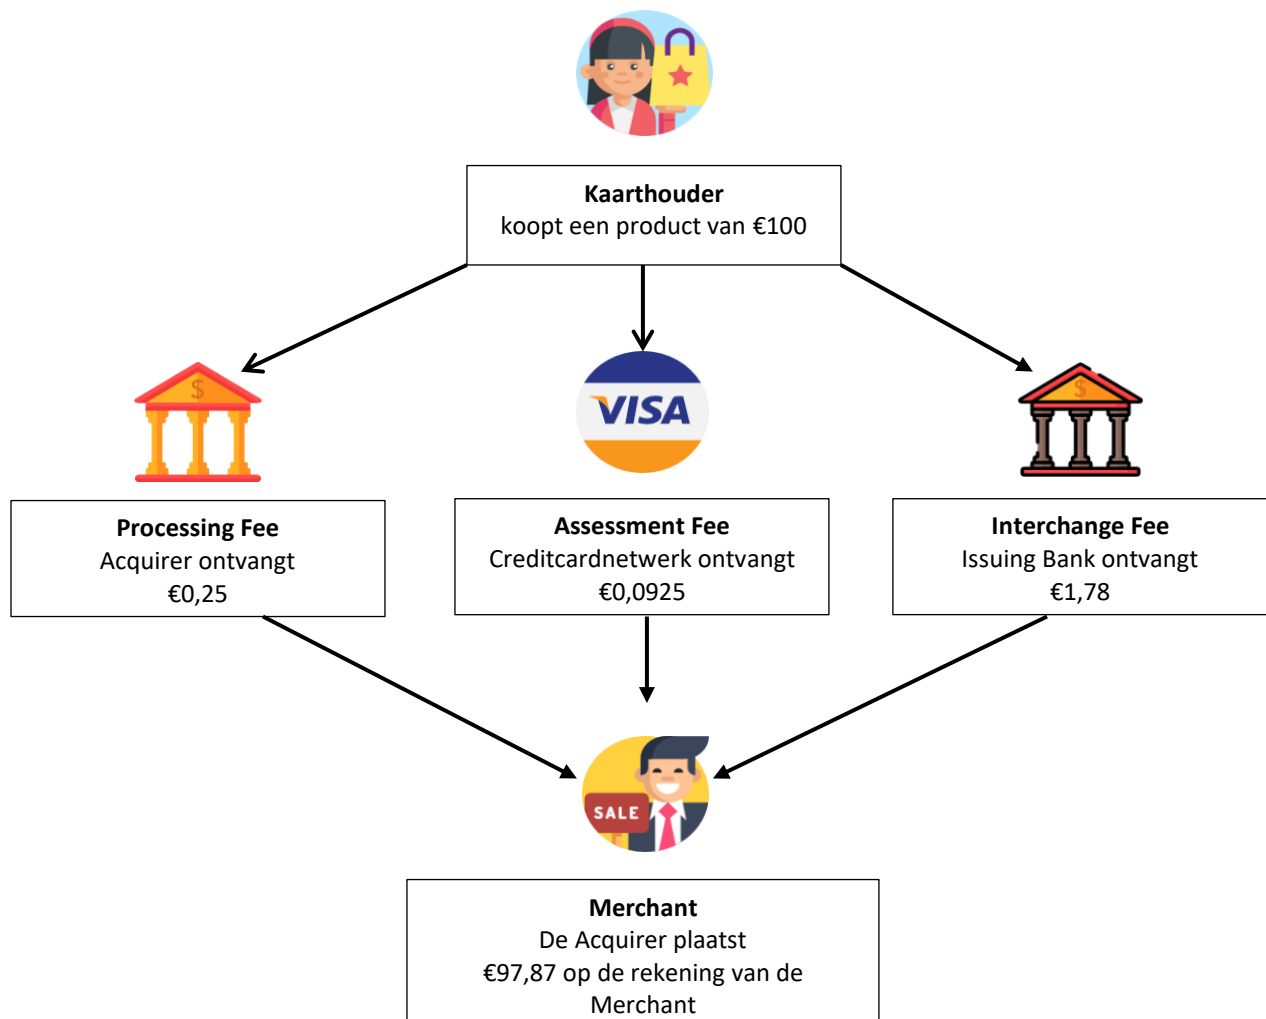 Kaarthouder
koopt een product van €100
$
VISA
$
Processing Fee
Acquirer ontvangt
€0,25
Assessment Fee
Creditcardnetwerk ontvangt
€0,0925
Interchange Fee
Issuing Bank ontvangt
€1,78
SALE
Merchant
De Acquirer plaatst
€97,87 op de rekening van de
Merchant